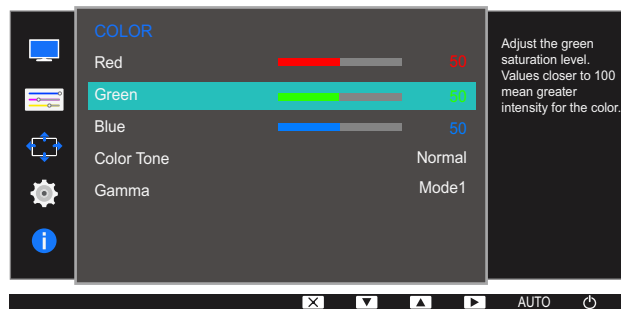 COLOR
Red 50
Green 50
Blue 50
Color Tone Normal
Gamma Mode1
Adjust the green
saturation level.
Values closer to 100
mean greater
intensity for the color.
AUTO